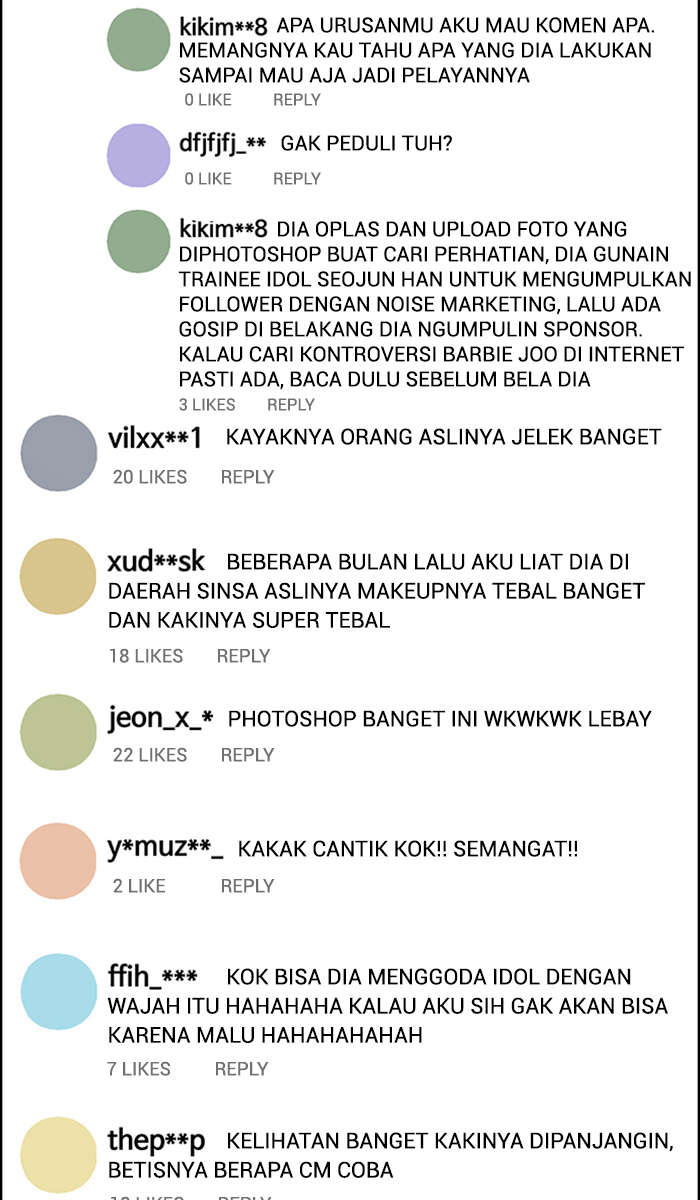 kikim**8 APA URUSANMU AKU MAU KOMEN APA.
MEMANGNYA KAU TAHU APA YANG DIA LAKUKAN
SAMPAI MAU AJA JADI PELAYANNYA
0 LIKE REPLY
dfjfjfj_** GAK PEDULI TUH?
0 LIKE REPLY
kikim**8 DIA OPLAS DAN UPLOAD FOTO YANG
DIPHOTOSHOP BUAT CARI PERHATIAN, DIA GUNAIN
TRAINEE IDOL SEOJUN HAN UNTUK MENGUMPULKAN
FOLLOWER DENGAN NOISE MARKETING, LALU ADA
GOSIP DI BELAKANG DIA NGUMPULIN SPONSOR.
KALAU CARI KONTROVERSI BARBIE JOO DI INTERNET
PASTI ADA, BACA DULU SEBELUM BELA DIA
3 LIKES REPLY
vilxx**1 KAYAKNYA ORANG ASLINYA JELEK BANGET
20 LIKES REPLY
xud**sk BEBERAPA BULAN LALU AKU LIAT DIA DI
DAERAH SINSA ASLINYA MAKEUPNYA TEBAL BANGET
DAN KAKINYA SUPER TEBAL
18 LIKES REPLY
jeon_x_* PHOTOSHOP BANGET INI WKWKWK LEBAY
22 LIKES REPLY
y*muz**_ KAKAK CANTIK KOK!! SEMANGAT!!
2 LIKE REPLY
ffih_*** KOK BISA DIA MENGGODA IDOL DENGAN
WAJAH ITU HAHAHAHA KALAU AKU SIH GAK AKAN BISA
KARENA MALU HAHAHAHAHAH
7 LIKES REPLY
thep**p KELIHATAN BANGET KAKINYA DIPANJANGIN,
BETISNYA BERAPA CM COBA
LIKES REPLY